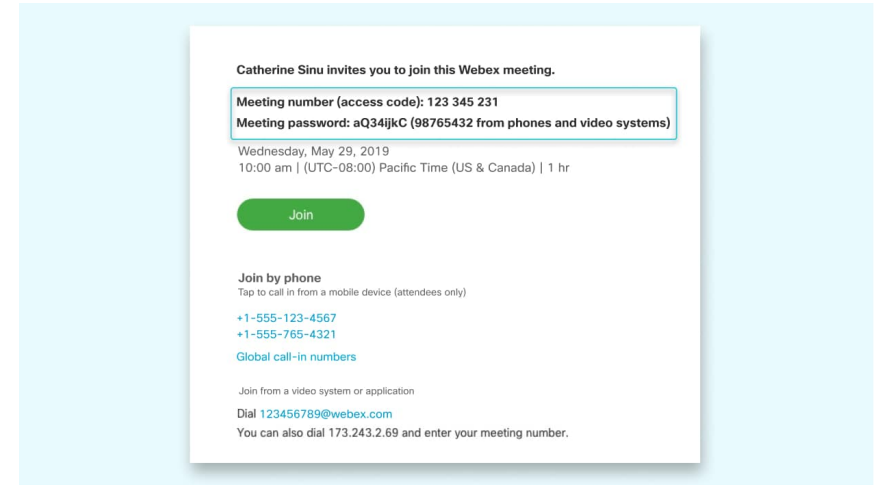 Catherine Sinu invites you to join this Webex meeting.
Meeting number (access code): 123 345 231
Meeting password: aQ34ijkC (98765432 from phones and video systems)
Wednesday, May 29, 2019
10:00 am | (UTC-08:00) Pacific Time (US & Canada) | 1 hr
Join
Join by phone
Tap to call in from a mobile device (attendees only)
+1-555-123-4567
+1-555-765-4321
Global call-in numbers
Join from a video system or application
Dial 123456789@webex.com
You can also dial 173.243.2.69 and enter your meeting number.